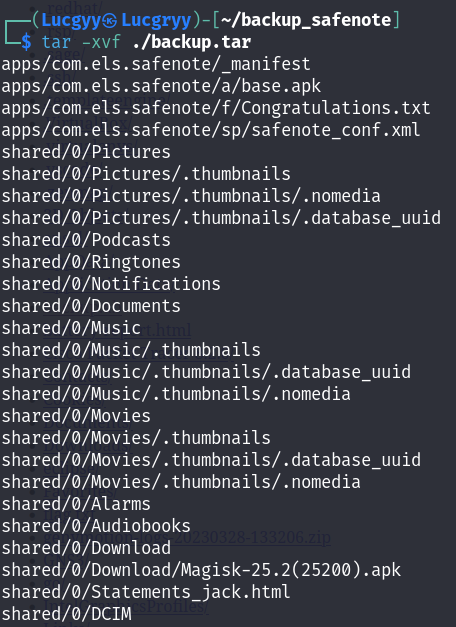 (Lucgyy㉿Lucgryy)-[~/backup_safenote]
$ tar -xvf ./backup.tar
apps/com.els.safenote/_manifest
apps/com.els.safenote/a/base.apk
apps/com.els.safenote/f/Congratulations.txt
apps/com.els.safenote/sp/safenote_conf.xml
shared/0/Pictures
shared/0/Pictures/.thumbnails
shared/0/Pictures/.thumbnails/.nomedia
shared/0/Pictures/.thumbnails/.database_uuid
shared/0/Podcasts
shared/0/Ringtones
shared/0/Notifications
shared/0/Documents
shared/0/Music
shared/0/Music/.thumbnails
shared/0/Music/.thumbnails/.database_uuid
shared/0/Music/.thumbnails/.nomedia
shared/0/Movies
shared/0/Movies/.thumbnails
shared/0/Movies/.thumbnails/.database_uuid
shared/0/Movies/.thumbnails/.nomedia
shared/0/Alarms
shared/0/Audiobooks
shared/0/Download
shared/0/Download/Magisk-25.2(25200).apk
shared/0/Statements_jack.html
shared/0/DCIM